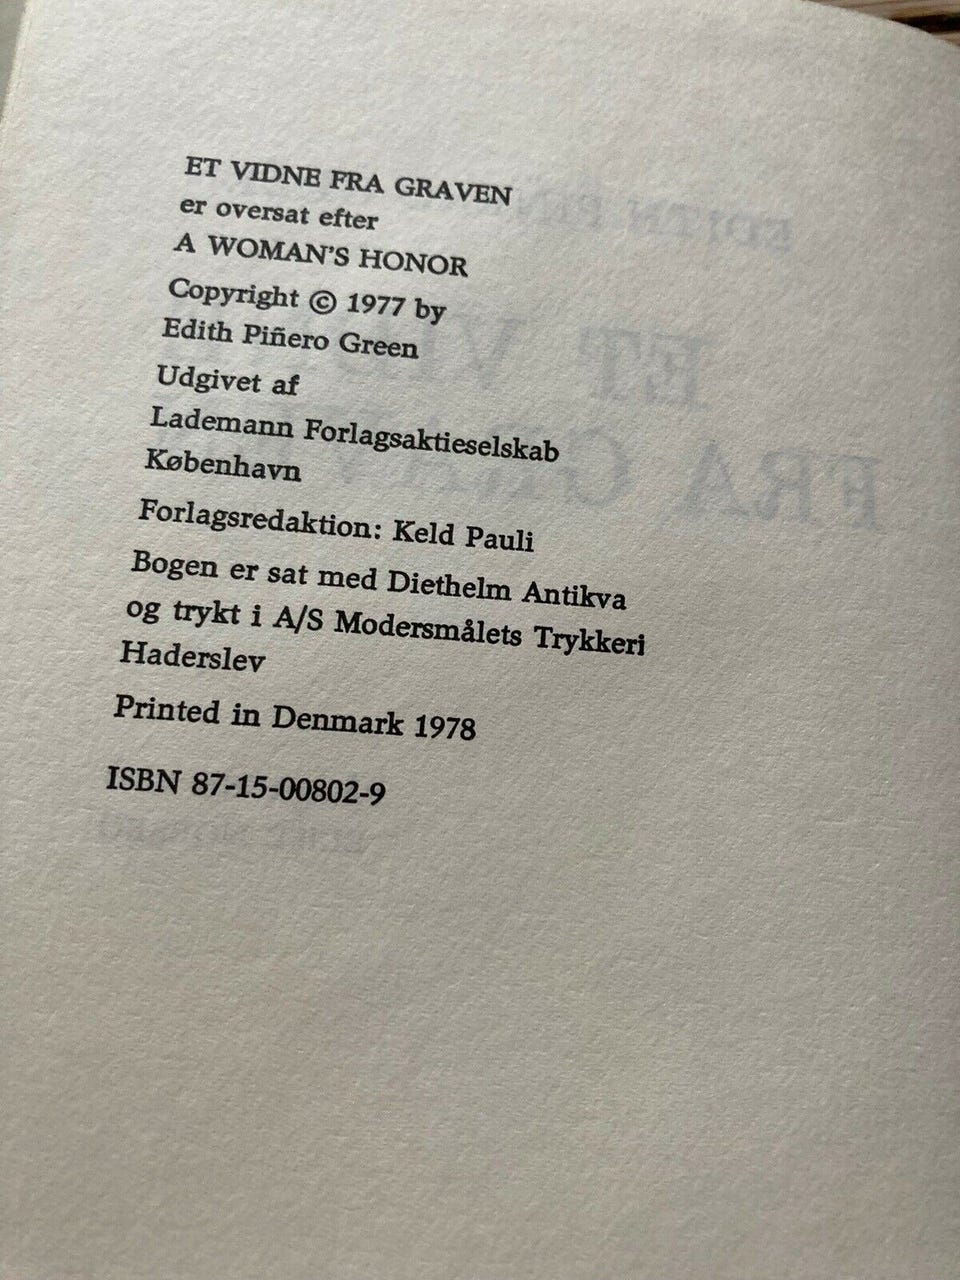 ET VIDNE FRA GRAVEN
er oversat efter
A WOMAN'S HONOR
Copyright © 1977 by
Edith Piñero Green
Udgivet af
Lademann Forlagsaktieselskab
København
Forlagsredaktion: Keld Pauli
Bogen er sat med Diethelm Antikva
og trykt i A/S Modersmålets Trykkeri
Haderslev
Printed in Denmark 1978
ISBN 87-15-00802-9